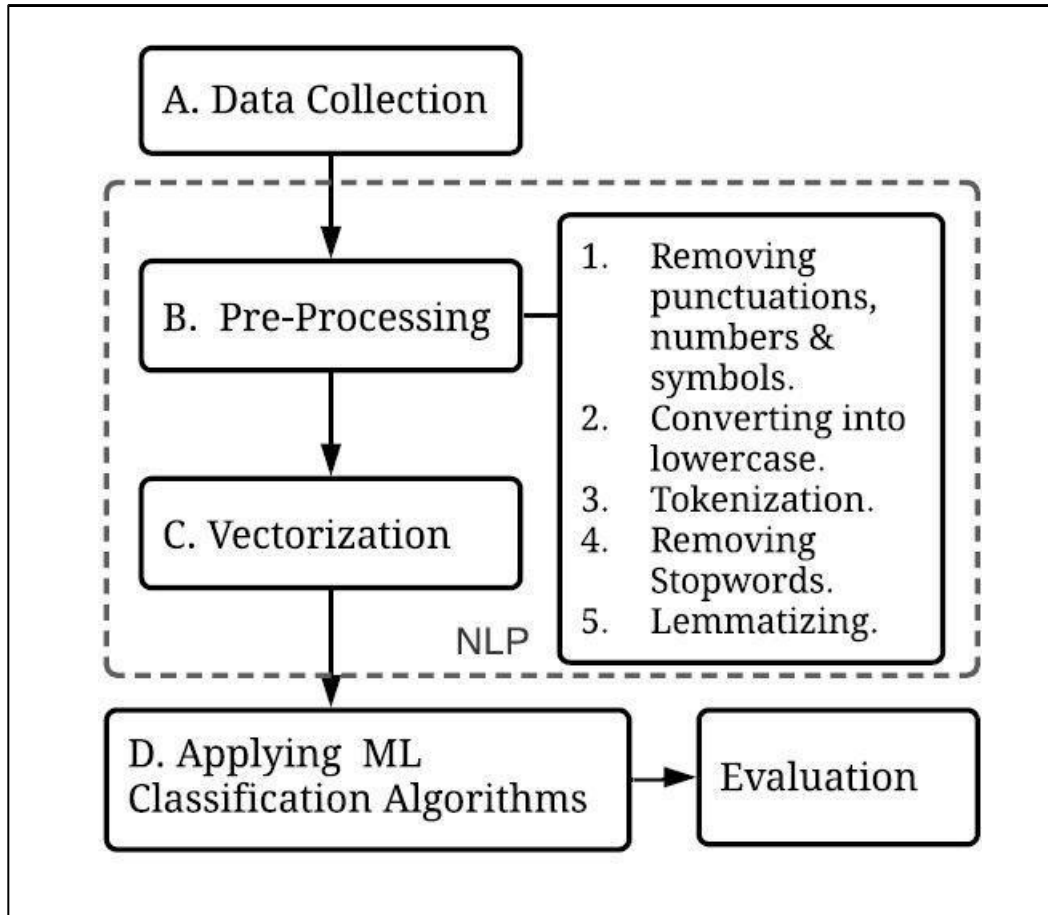 A. Data Collection
B. Pre-Processing
1. Removing
punctuations,
numbers &
symbols.
2. Converting into
lowercase.
3. Tokenization.
4. Removing
Stopwords.
5. Lemmatizing.
C. Vectorization
NLP
D. Applying ML
Classification Algorithms
Evaluation